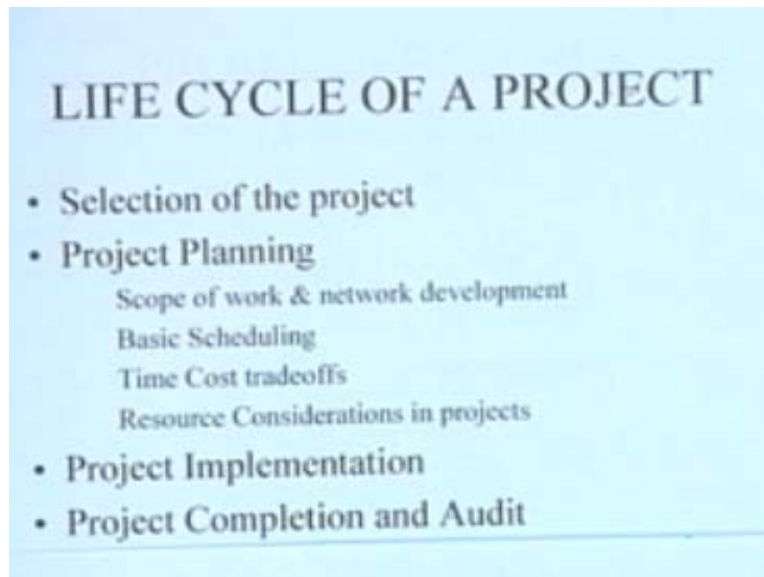 LIFE CYCLE OF A PROJECT
• Selection of the project
• Project Planning
Scope of work & network development
Basic Scheduling
Time Cost tradeoffs
Resource Considerations in projects
• Project Implementation
• Project Completion and Audit